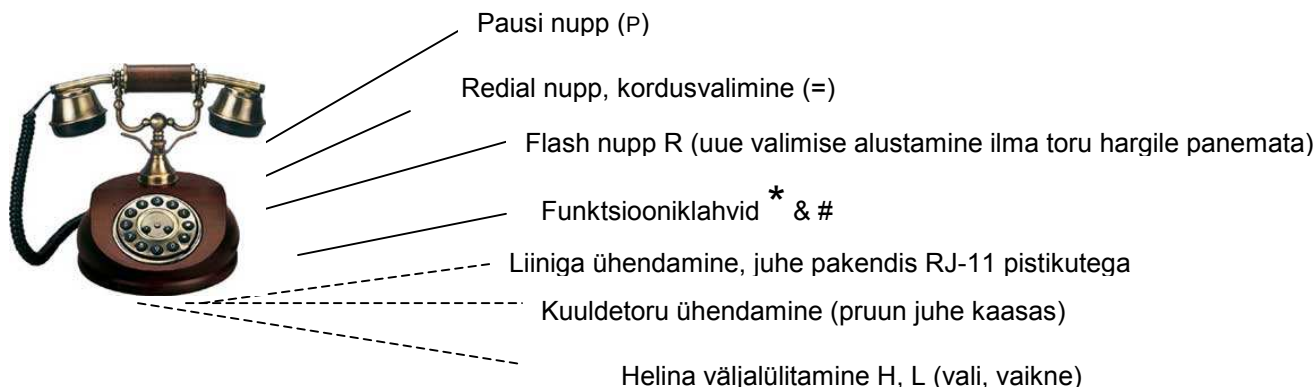 Pausi nupp (P)
Redial nupp, kordusvalimine (=)
Flash nupp R (uue valimise alustamine ilma toru hargile panemata)
Funktsiooniklahvid * & #
Liiniga ühendamine, juhe pakendis RJ-11 pistikutega
Kuuldetoru ühendamine (pruun juhe kaasas)
Helina väljalülitamine H, L (vali, vaikne)